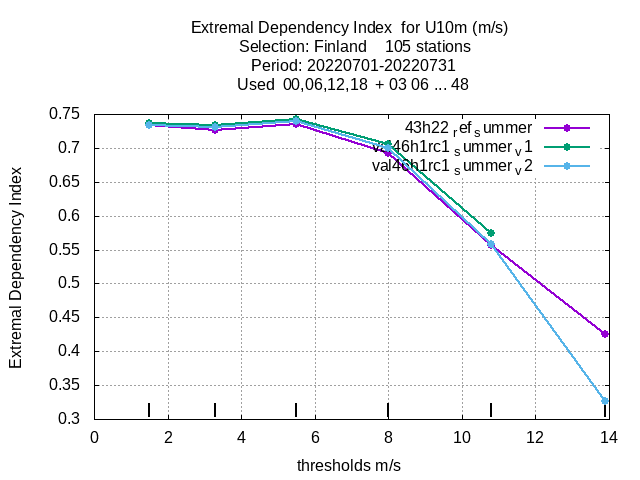 Extremal Dependency Index  for U10m (m/s)
Selection: Finland    105 stations
Period: 20220701-20220731
Used  00,06,12,18  + 03 06 ... 48
Extremal Dependency Index
0.75
0.7
0.65
0.6
0.55
0.5
0.45
0.4
0.35
0.3
43h22 ref summer
val46h1rc1 summer v1
val46h1rc1 summer v2
0 2 4 6 8 10 12 14
thresholds m/s